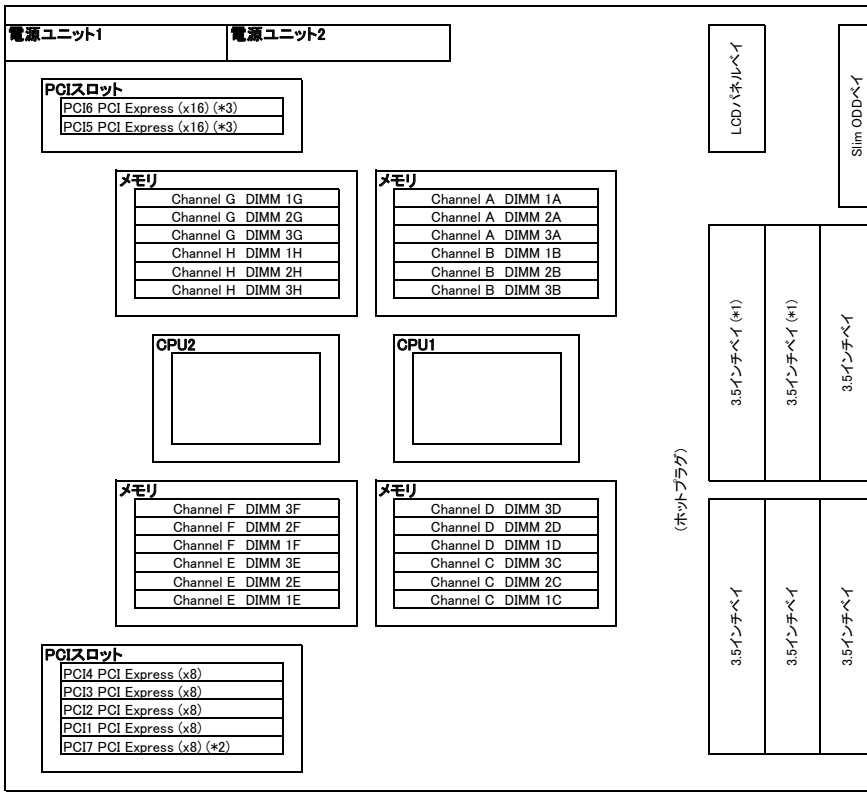 電源ユニット1
電源ユニット2
PCIスロット
PCI6 PCI Express (x16) (*3)
PCI5 PCI Express (x16) (*3)
LCDパネルベイ
Slim ODDベイ
メモリ
Channel G DIMM 1G
Channel G DIMM 2G
Channel G DIMM 3G
Channel H DIMM 1H
Channel H DIMM 2H
Channel H DIMM 3H
メモリ
Channel A DIMM 1A
Channel A DIMM 2A
Channel A DIMM 3A
Channel B DIMM 1B
Channel B DIMM 2B
Channel B DIMM 3B
CPU2
CPU1
3.5インチベイ (*1)
3.5インチベイ (*1)
3.5インチベイ
(ホットプラグ)
メモリ
Channel F DIMM 3F
Channel F DIMM 2F
Channel F DIMM 1F
Channel E DIMM 3E
Channel E DIMM 2E
Channel E DIMM 1E
メモリ
Channel D DIMM 3D
Channel D DIMM 2D
Channel D DIMM 1D
Channel C DIMM 3C
Channel C DIMM 2C
Channel C DIMM 1C
3.5インチベイ
3.5インチベイ
3.5インチベイ
PCIスロット
PCI4 PCI Express (x8)
PCI3 PCI Express (x8)
PCI2 PCI Express (x8)
PCI1 PCI Express (x8)
PCI7 PCI Express (x8) (*2)